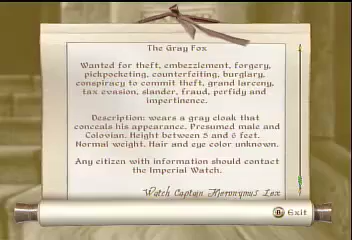 The Gray Fox
Wanted for theft, embezzlement, forgery,
pickpocketing, counterfeiting, burglary,
conspiracy to commit theft, grand larceny,
tax evasion, slander, fraud, perfidy and
impertinence.
Description: wears a gray cloak that
conceals his appearance. Presumed male and
Colovian. Height between 5 and 6 feet.
Normal weight. Hair and eye color unknown.
Any citizen with information should contact
the Imperial Watch.
Watch Captain Hieronymus Lex
B Exit